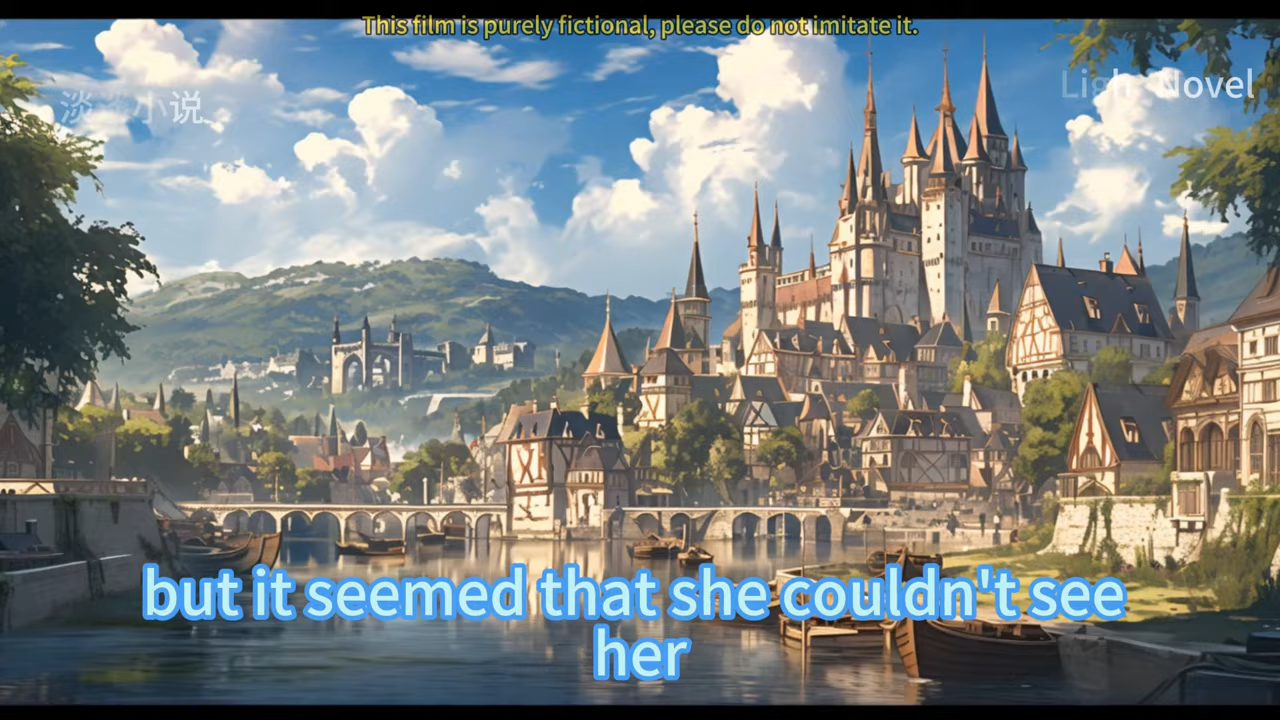 This film is purely fictional, please do not imitate it.
Light Novel
小说
but it seemed that she couldn't see
her